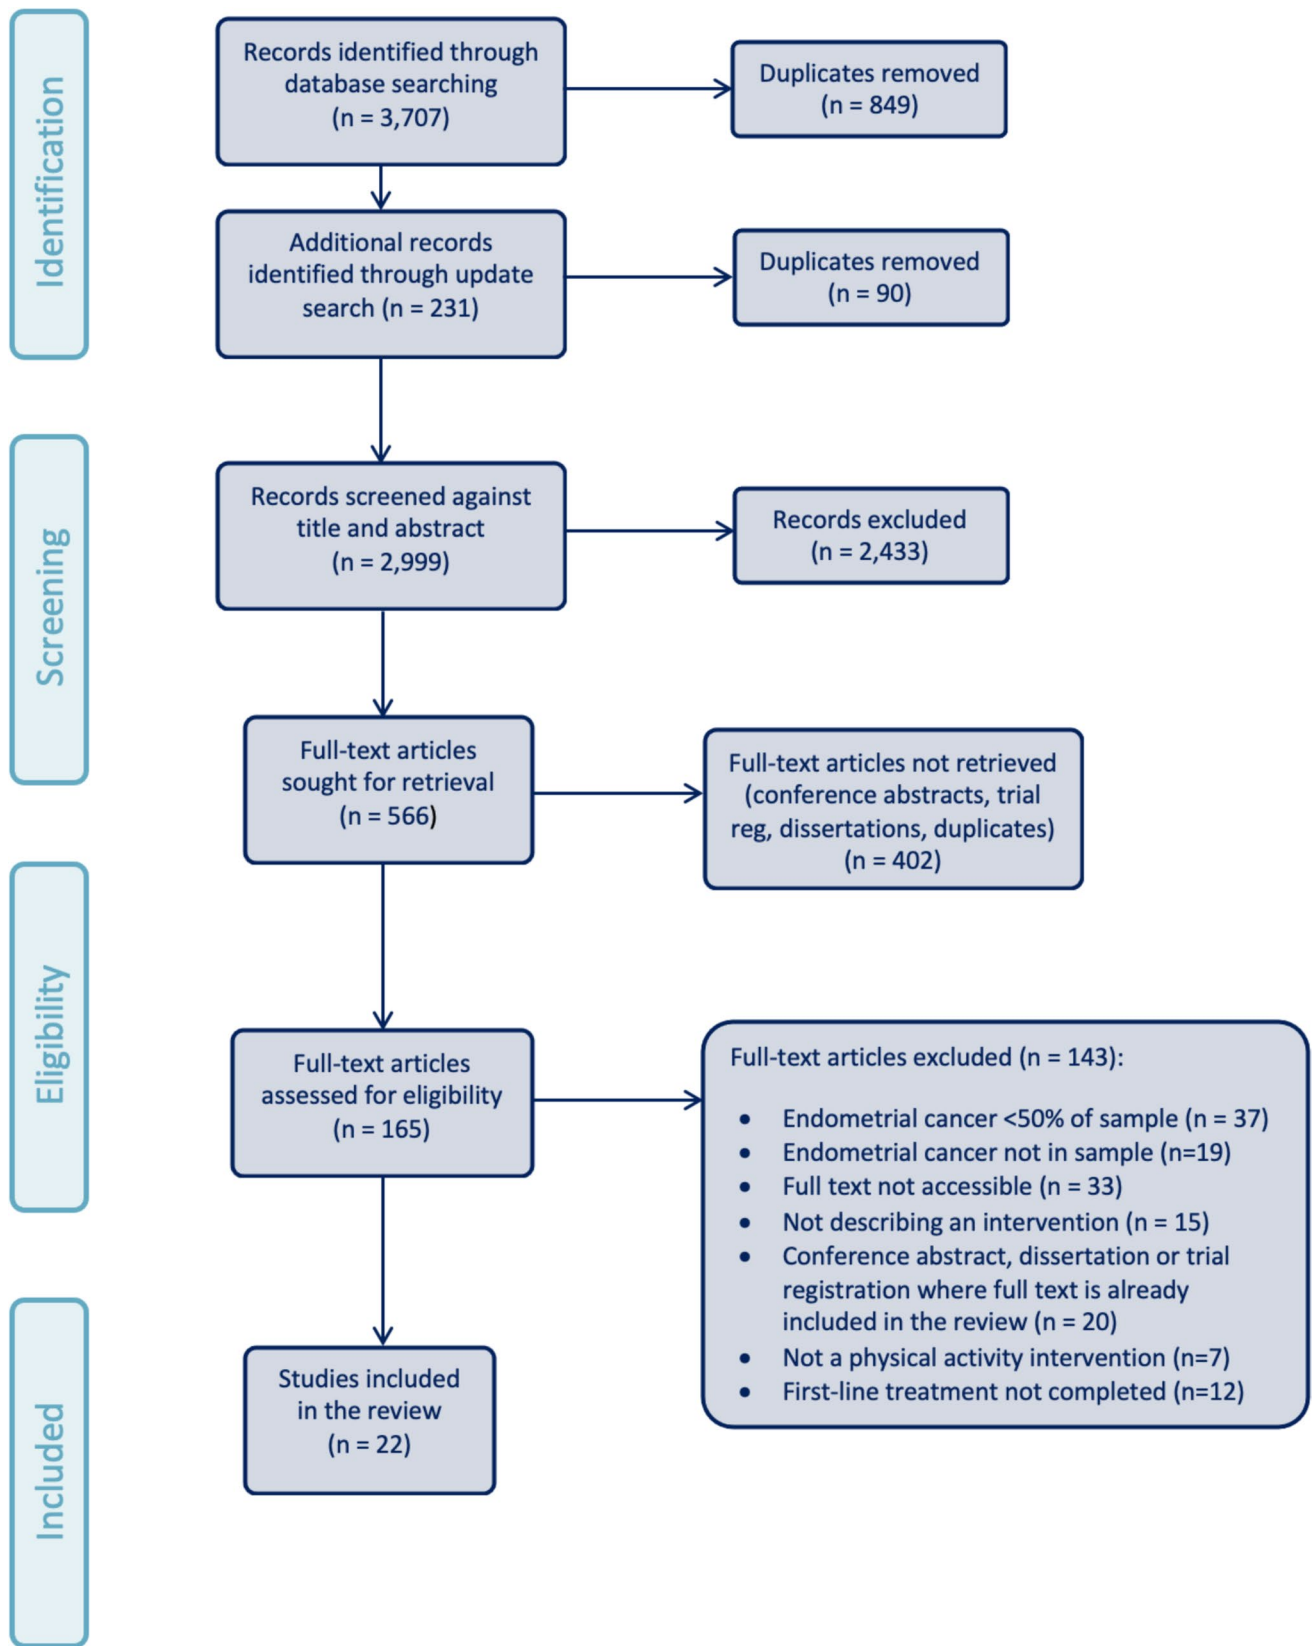 Identification
Records identified through
database searching
(n = 3,707)
Duplicates removed
(n = 849)
Additional records
identified through update
search (n = 231)
Duplicates removed
(n = 90)
Screening
Records screened against
title and abstract
(n = 2,999)
Records excluded
(n = 2,433)
Full-text articles
sought for retrieval
(n = 566)
Full-text articles not retrieved
(conference abstracts, trial
reg, dissertations, duplicates)
(n = 402)
Eligibility
Full-text articles
assessed for eligibility
(n = 165)
Full-text articles excluded (n = 143):
• Endometrial cancer <50% of sample (n = 37)
• Endometrial cancer not in sample (n=19)
• Full text not accessible (n = 33)
• Not describing an intervention (n = 15)
• Conference abstract, dissertation or trial
registration where full text is already
included in the review (n = 20)
• Not a physical activity intervention (n=7)
• First-line treatment not completed (n=12)
Included
Studies included
in the review
(n = 22)